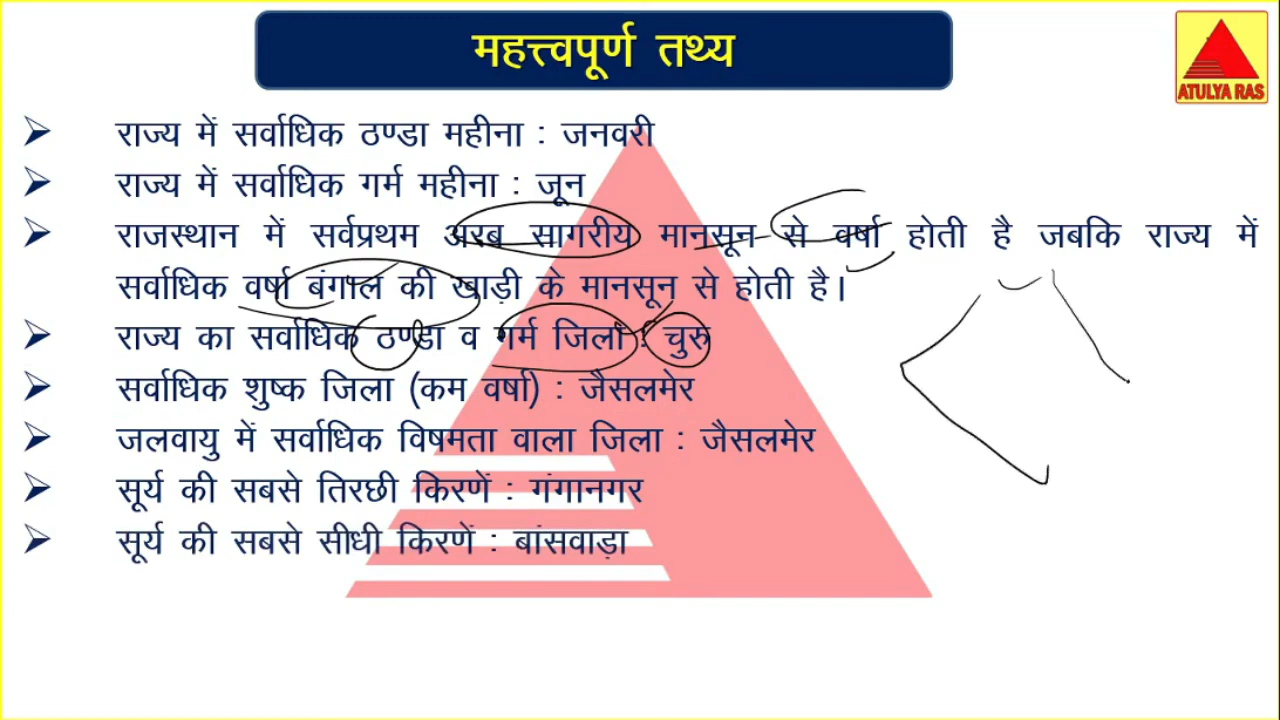 महत्त्वपूर्ण तथ्य
ATULYA RAS
➢ राज्य में सर्वाधिक ठण्डा महीना : जनवरी
➢ राज्य में सर्वाधिक गर्म महीना : जून
➢ राजस्थान में सर्वप्रथम अरब सागरीय मानसून से वर्षा होती है जबकि राज्य में
सर्वाधिक वर्षा बंगाल की खाड़ी के मानसून से होती है।
➢ राज्य का सर्वाधिक ठण्डा व गर्म जिला : चुरु
➢ सर्वाधिक शुष्क जिला (कम वर्षा) : जैसलमेर
➢ जलवायु में सर्वाधिक विषमता वाला जिला : जैसलमेर
➢ सूर्य की सबसे तिरछी किरणें : गंगानगर
➢ सूर्य की सबसे सीधी किरणें : बांसवाड़ा